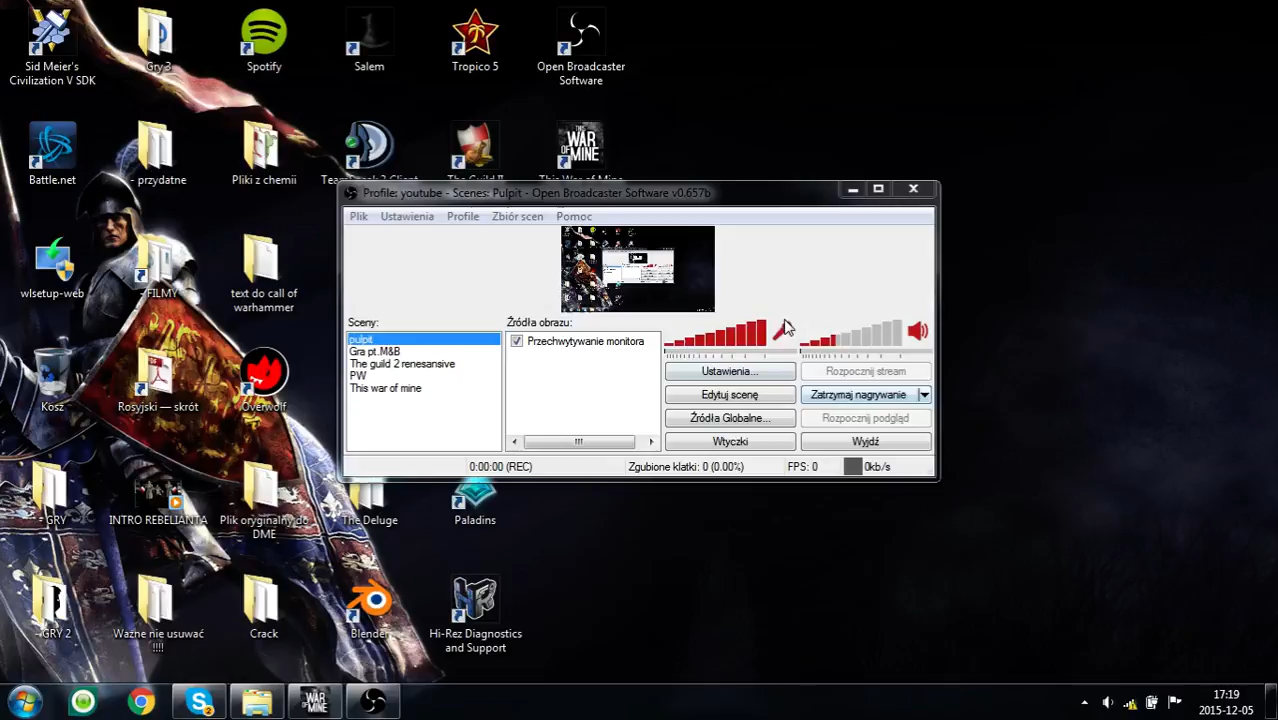 Sid Meier's
Civilization V SDK
Gry 3
Spotify
Salem
Tropico 5
Open Broadcaster
Software
THIS
WAR
OF
MINE
Battle.net
- przydatne
Pliki z chemii
Profile: youtube - Scenes: Pulpit - Open Broadcaster Software v0.657b
Plik
Ustawienia
Profile
Zbiór scen
Pomoc
wlsetup-web
- FILMY
text do call of
warhammer
Sceny:
pulpit
Gra pt.M&B
The guild 2 renesansive
PW
This war of mine
Źródła obrazu:
Przechwytywanie monitora
Ustawienia...
Rozpocznij stream
Edytuj scenę
Zatrzymaj nagrywanie
Źródła Globalne...
Rozpocznij podgląd
Wtyczki
Wyjdź
0:00:00 (REC)
Zgubione klatki: 0 (0.00%)
FPS: 0
0kb/s
Kosz
Rosyjski — skrót
Overwolf
- GRY
INTRO REBELIANTA
Plik oryginalny do
DME
The Deluge
Paladins
- GRY 2
Ważne nie usuwać
!!!!
Crack
Blender
Hi-Rez Diagnostics
and Support
2
17:19
2015-12-05